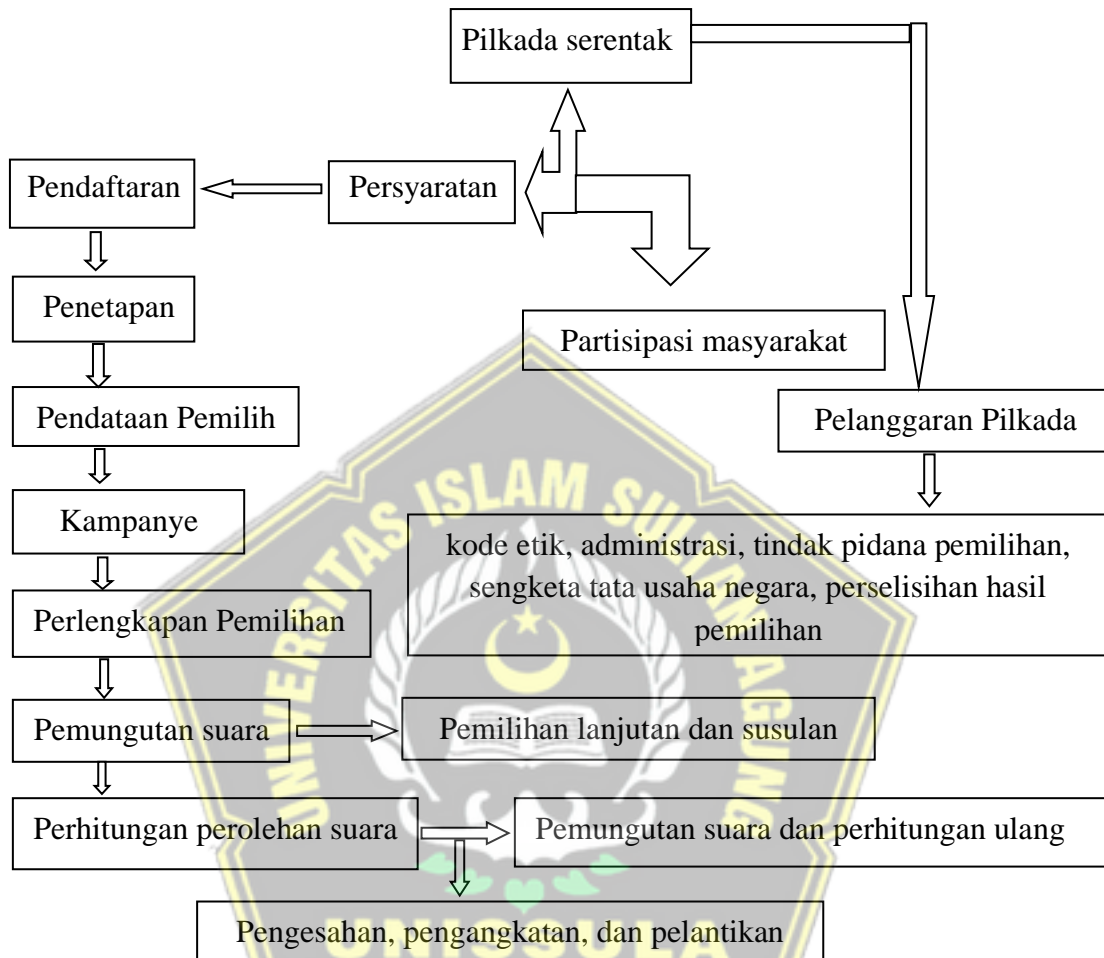 Pilkada serentak
Pendaftaran
Persyaratan
Penetapan
Partisipasi masyarakat
Pendataan Pemilih
Pelanggaran Pilkada
Kampanye
kode etik, administrasi, tindak pidana pemilihan,
sengketa tata usaha negara, perselisihan hasil
pemilihan
Perlengkapan Pemilihan
Pemungutan suara
Pemilihan lanjutan dan susulan
Perhitungan perolehan suara
Pemungutan suara dan perhitungan ulang
Pengesahan, pengangkatan, dan pelantikan
UNIVERSITAS ISLAM SULTAN AGUNG
UNISSULA